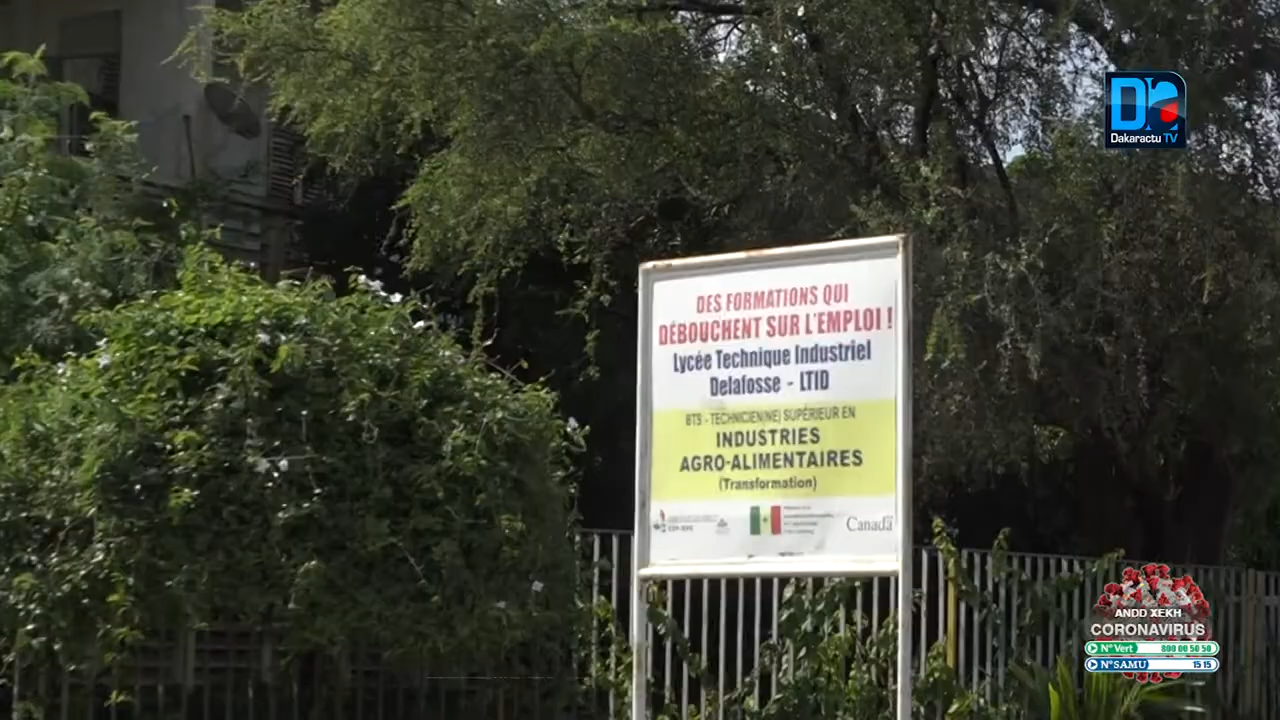 Dakaractu TV
DES FORMATIONS QUI
DÉBOUCHENT SUR L'EMPLOI !
Lycée Technique Industriel
Delafosse - LTID
BTS - TECHNICIEN(NE) SUPÉRIEUR EN
INDUSTRIES
AGRO-ALIMENTAIRES
(Transformation)
Canada
ANDD XEKH
CORONAVIRUS
N° Vert 800 00 50 50
N° SAMU 15 15